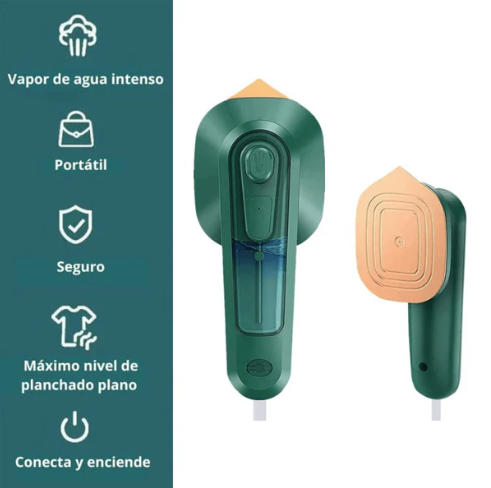 Vapor de agua intenso
Portátil
Seguro
Máximo nivel de
planchado plano
Conecta y enciende